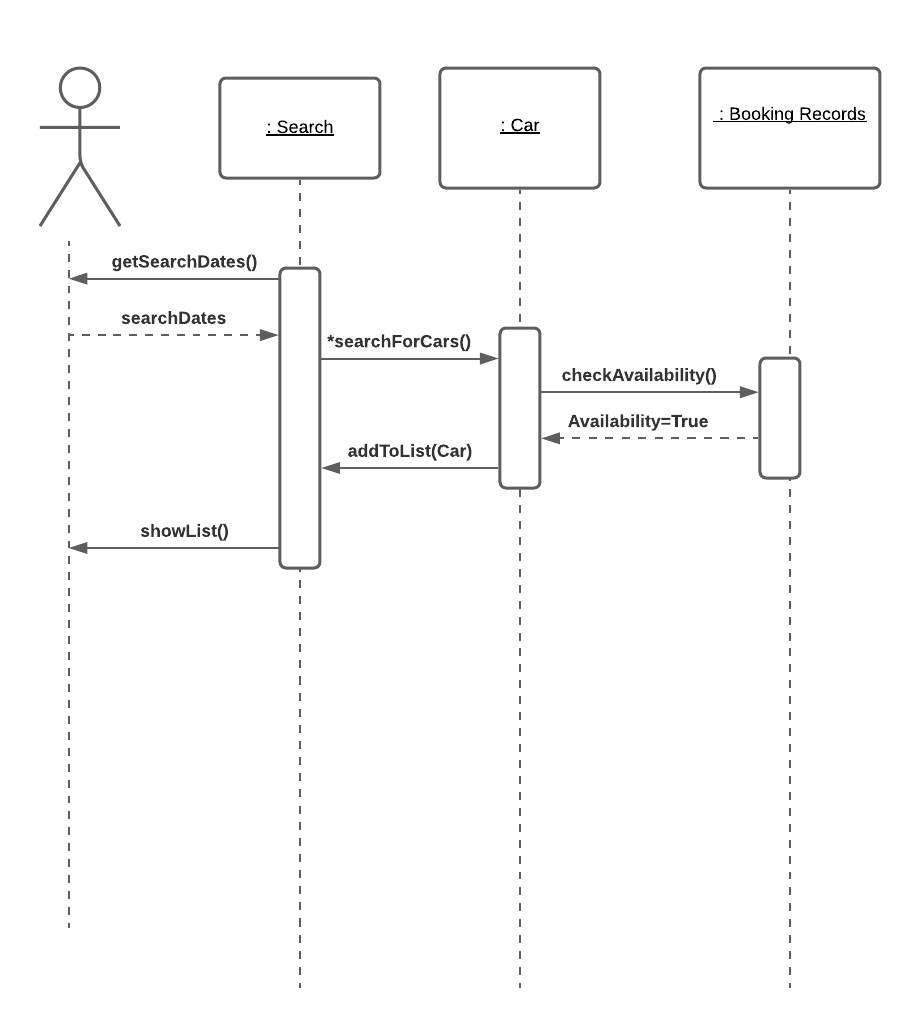 : Search
: Car
: Booking Records
getSearchDates()
searchDates
*searchForCars()
checkAvailability()
Availability=True
addToList(Car)
showList()